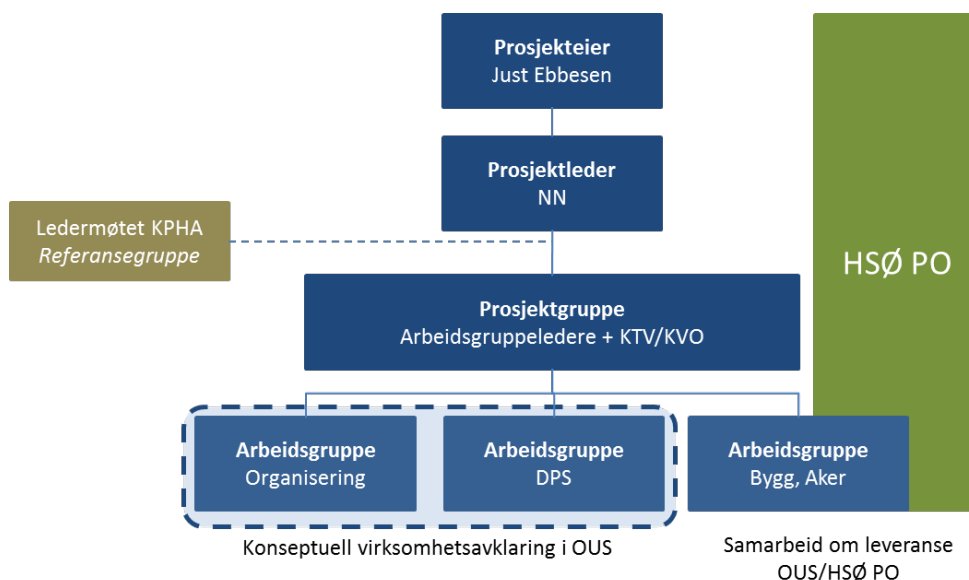 Prosjekteier
Just Ebbesen
Prosjektleder
NN
Ledermøtet KPHA
Referansegruppe
HSØ PO
Prosjektgruppe
Arbeidsgruppeledere + KTV/KVO
Arbeidsgruppe
Organisering
Arbeidsgruppe
DPS
Arbeidsgruppe
Bygg, Aker
Konseptuell virksomhetsavklaring i OUS
Samarbeid om leveranse
OUS/HSØ PO